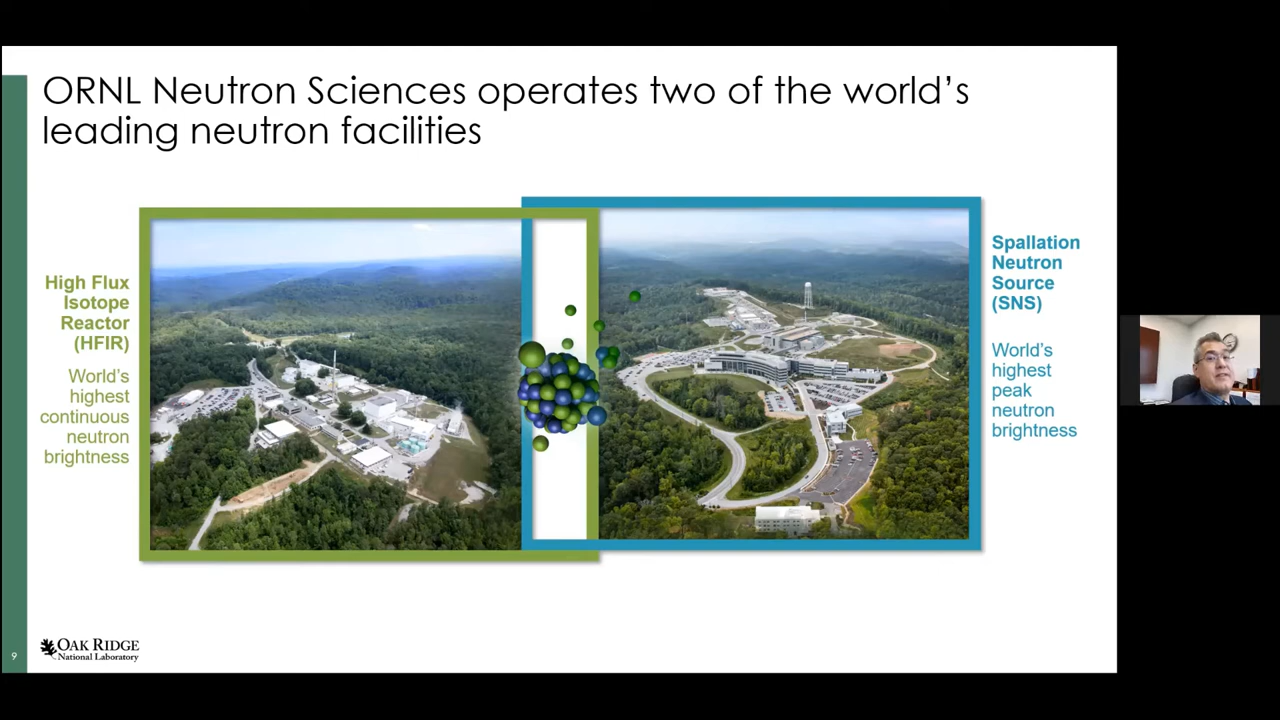 ORNL Neutron Sciences operates two of the world's
leading neutron facilities
High Flux
Isotope
Reactor
(HFIR)
World's
highest
continuous
neutron
brightness
Spallation
Neutron
Source
(SNS)
World's
highest
peak
neutron
brightness
9
OAK RIDGE
National Laboratory